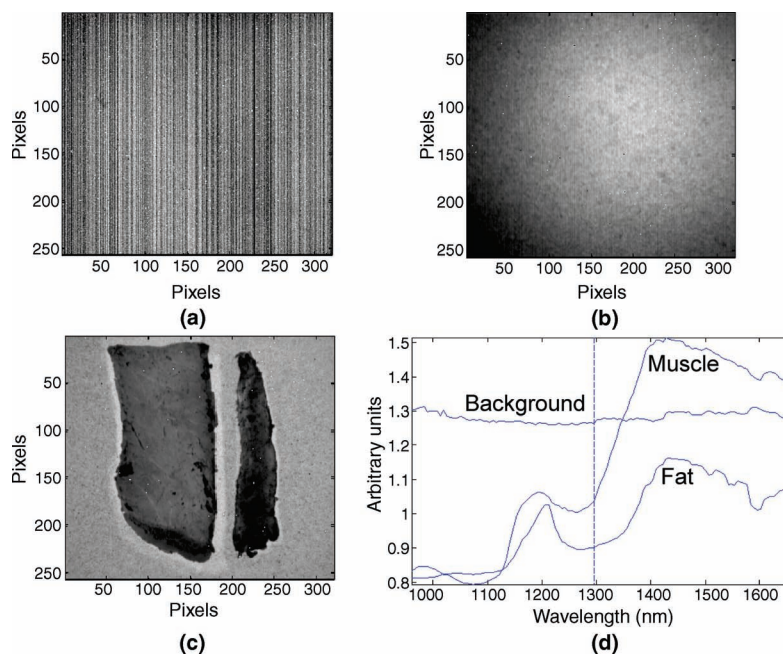 50
100
150
200
250
Pixels
50 100 150 200 250 300
Pixels
(a)
50
100
150
200
250
Pixels
50 100 150 200 250 300
Pixels
(b)
50
100
150
200
250
Pixels
50 100 150 200 250 300
Pixels
(c)
1.5
1.4
1.3
1.2
1.1
1
0.9
0.8
Arbitrary units
Muscle
Background
Fat
1000 1100 1200 1300 1400 1500 1600
Wavelength (nm)
(d)